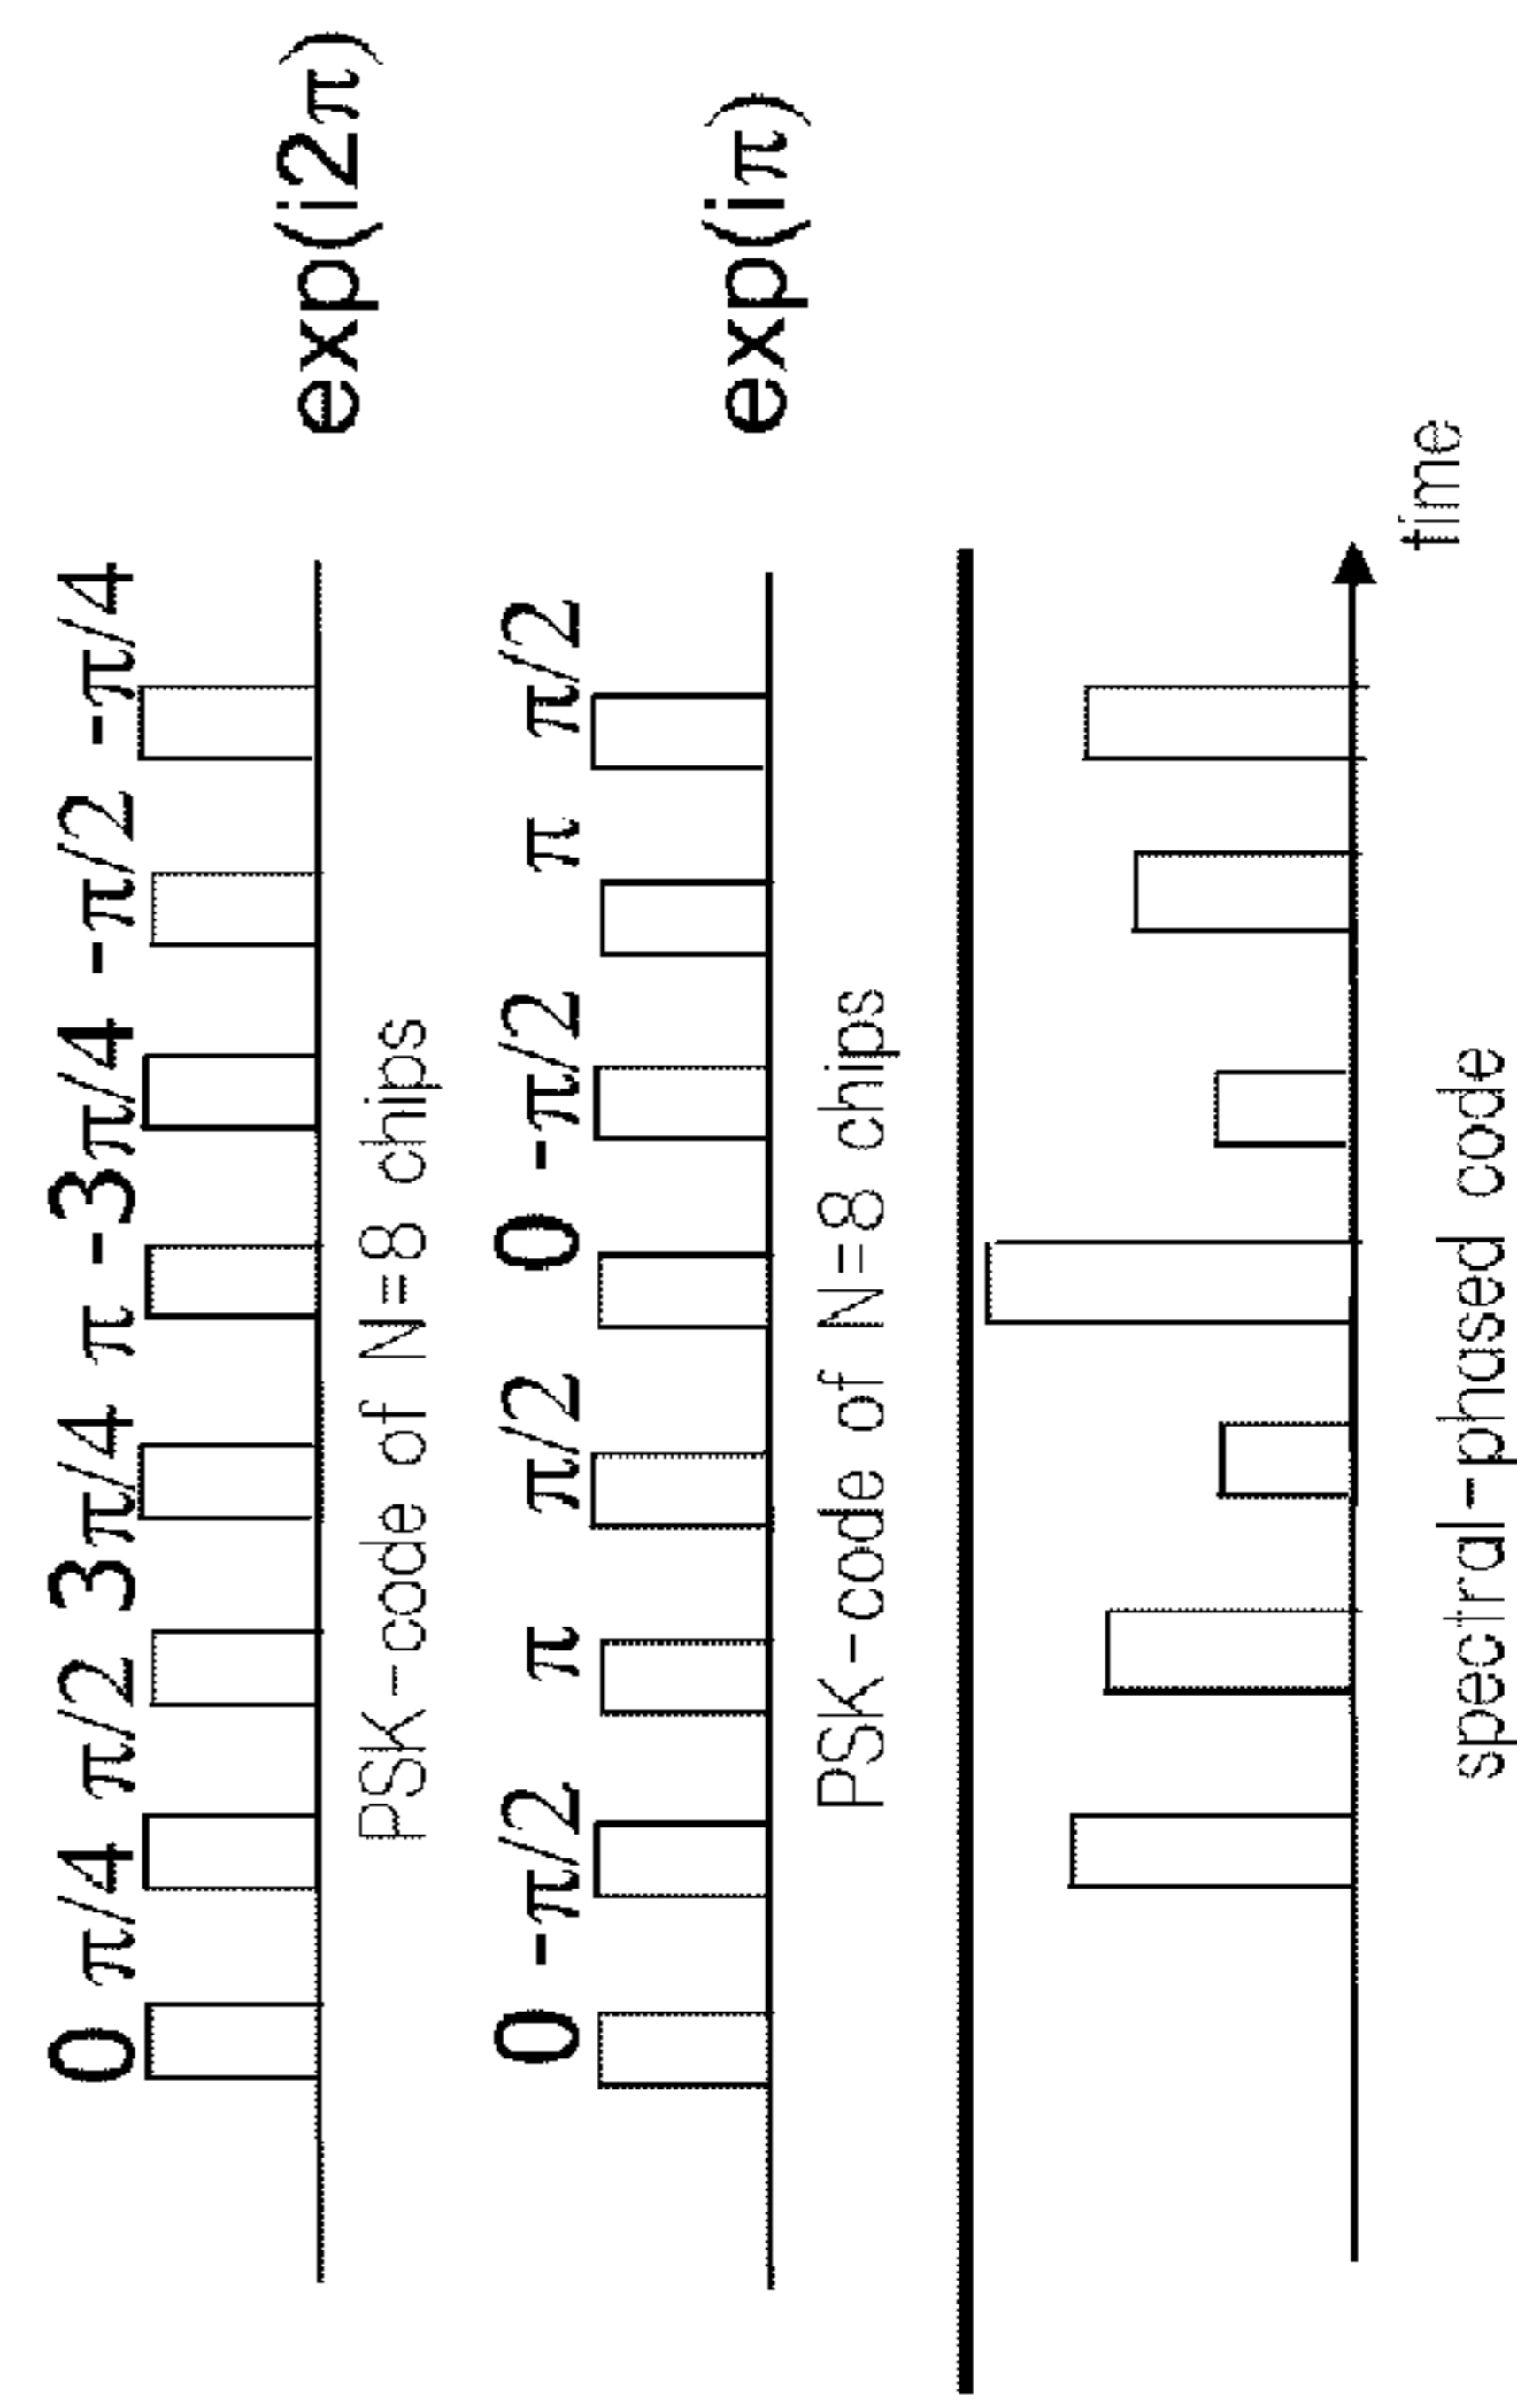 0 π/4 π/2 3π/4 π -3π/4 -π/2 -π/4
exp(i2π)
PSK-code of N=8 chips
0 -π/2 π π/2 0 -π/2 π π/2
exp(iπ)
PSK-code of N=8 chips
time
spectral-phased code